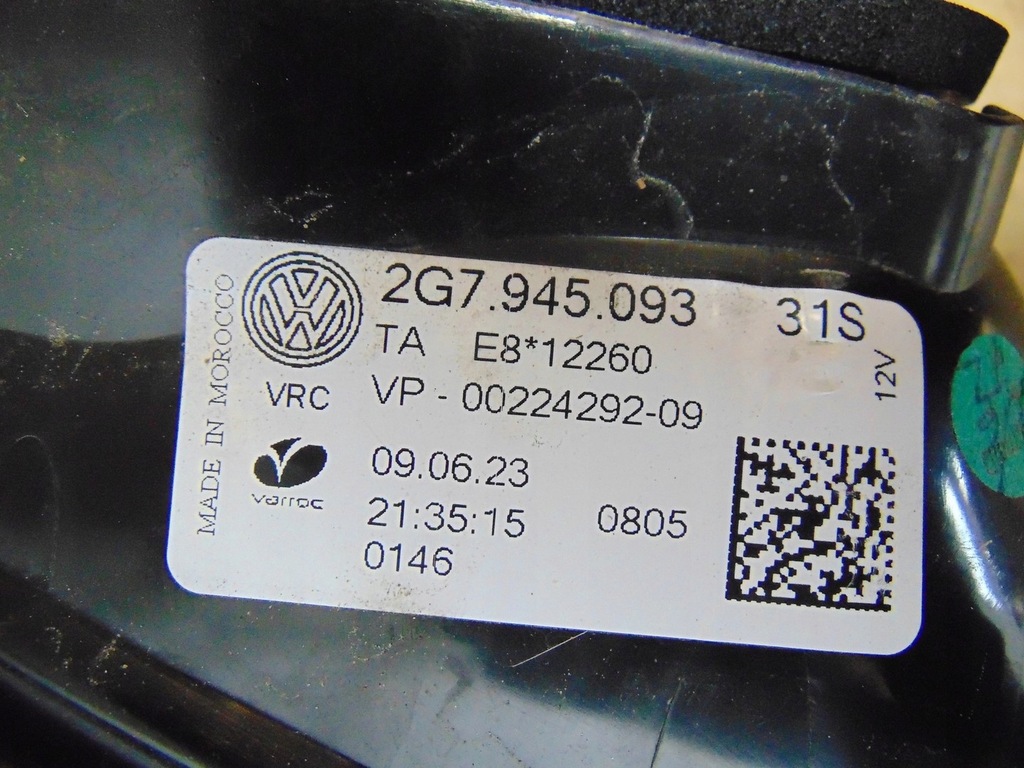 MADE IN MOROCCO
2G7.945.093 31S
TA E8*12260
12V
VRC VP - 00224292-09
varroc
09.06.23
21:35:15 0805
0146